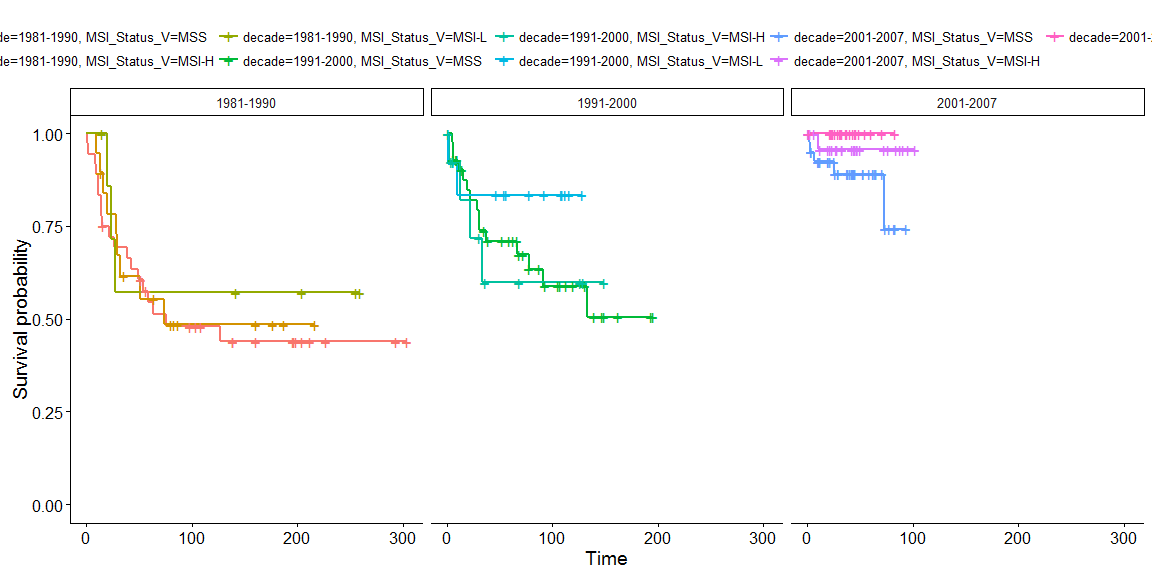 de=1981-1990, MSI_Status_V=MSS decade=1981-1990, MSI_Status_V=MSI-L decade=1991-2000, MSI_Status_V=MSI-H decade=2001-2007, MSI_Status_V=MSS decade=2001-
de=1981-1990, MSI_Status_V=MSI-H decade=1991-2000, MSI_Status_V=MSS decade=1991-2000, MSI_Status_V=MSI-L decade=2001-2007, MSI_Status_V=MSI-H
1981-1990 1991-2000 2001-2007
1.00
0.75
0.50
0.25
0.00
Survival probability
0 100 200 300 0 100 200 300 0 100 200 300
Time